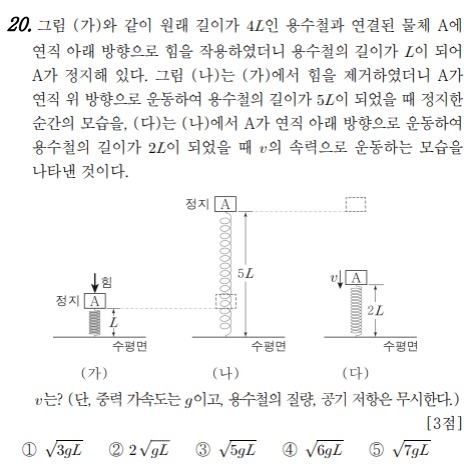 20. 그림 (가)와 같이 원래 길이가 4L인 용수철과 연결된 물체 A에
연직 아래 방향으로 힘을 작용하였더니 용수철의 길이가 L이 되어
A가 정지해 있다. 그림 (나)는 (가)에서 힘을 제거하였더니 A가
연직 위 방향으로 운동하여 용수철의 길이가 5L이 되었을 때 정지한
순간의 모습을, (다)는 (나)에서 A가 연직 아래 방향으로 운동하여
용수철의 길이가 2L이 되었을 때 v의 속력으로 운동하는 모습을
나타낸 것이다.
정지 A
힘
정지 A
L
수평면
(가)
5L
수평면
(나)
v A
2L
수평면
(다)
v는? (단, 중력 가속도는 g이고, 용수철의 질량, 공기 저항은 무시한다.)
[3점]
① √3gL ② 2√gL ③ √5gL ④ √6gL ⑤ √7gL